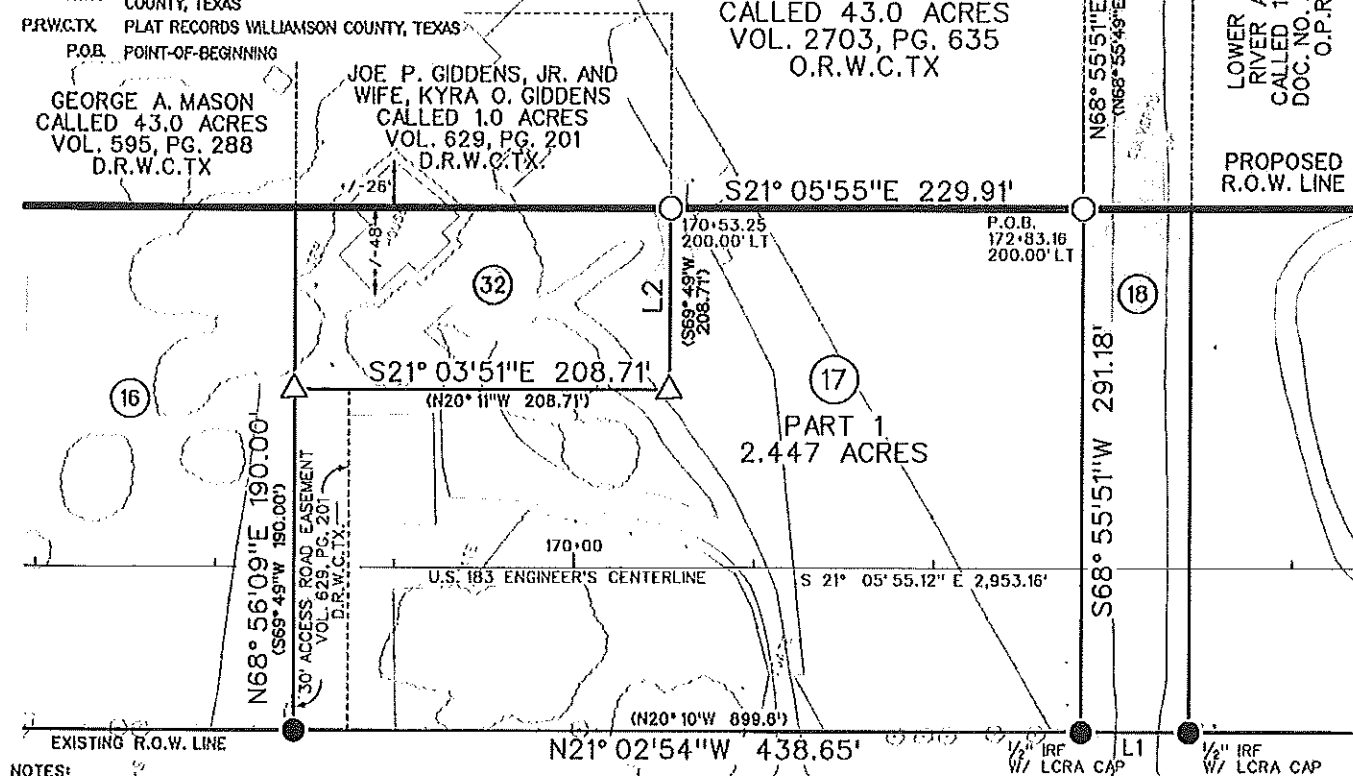 COUNTY, TEXAS
P.R.W.C.TX. PLAT RECORDS WILLIAMSON COUNTY, TEXAS
P.O.B. POINT-OF-BEGINNING
GEORGE A. MASON
CALLED 43.0 ACRES
VOL. 595, PG. 288
D.R.W.C.TX
JOE P. GIDDENS, JR. AND
WIFE, KYRA O. GIDDENS
CALLED 1.0 ACRES
VOL. 629, PG. 201
D.R.W.C.TX.
CALLED 43.0 ACRES
VOL. 2703, PG. 635
O.R.W.C.TX
N68° 55'51"E
(N68°55'49"E
LOWER
RIVER A
CALLED 1
DOC. NO.
O.P.R
PROPOSED
R.O.W. LINE
+/-26'
+/-48'
S21° 05'55"E 229.91'
170+53.25
200.00' LT
P.O.B.
172+83.16
200.00' LT
32
L2
(S69° 49'W
208.71')
18
S21° 03'51"E 208.71'
(N20° 11'W 208.71')
16
17
PART 1
2.447 ACRES
N68° 56'09"E 190.00'
(S69° 49'W 190.00')
30' ACCESS ROAD EASEMENT
VOL. 629, PG. 201
D.R.W.C.TX.
S68° 55'51"W 291.18'
170+00
U.S. 183 ENGINEER'S CENTERLINE
S 21° 05'55.12" E 2,953.16'
(N20° 10'W 899.6')
EXISTING R.O.W. LINE
N21° 02'54"W 438.65'
1/2" IRF
W/ LCRA CAP
L1
1/2" IRF
W/ LCRA CAP
NOTES: